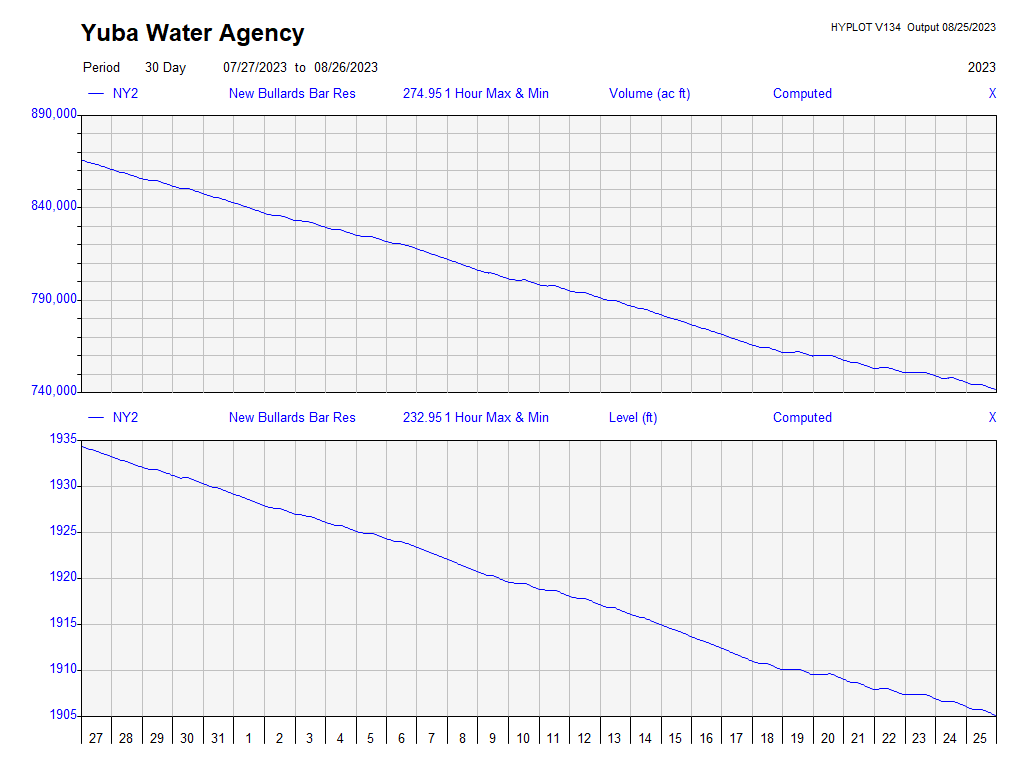 Yuba Water Agency
HYPLOT V134 Output 08/25/2023
Period 30 Day 07/27/2023 to 08/26/2023 2023
NY2 New Bullards Bar Res 274.95 1 Hour Max & Min Volume (ac ft) Computed X
890,000
840,000
790,000
740,000
NY2 New Bullards Bar Res 232.95 1 Hour Max & Min Level (ft) Computed X
1935
1930
1925
1920
1915
1910
1905
27 28 29 30 31 1 2 3 4 5 6 7 8 9 10 11 12 13 14 15 16 17 18 19 20 21 22 23 24 25